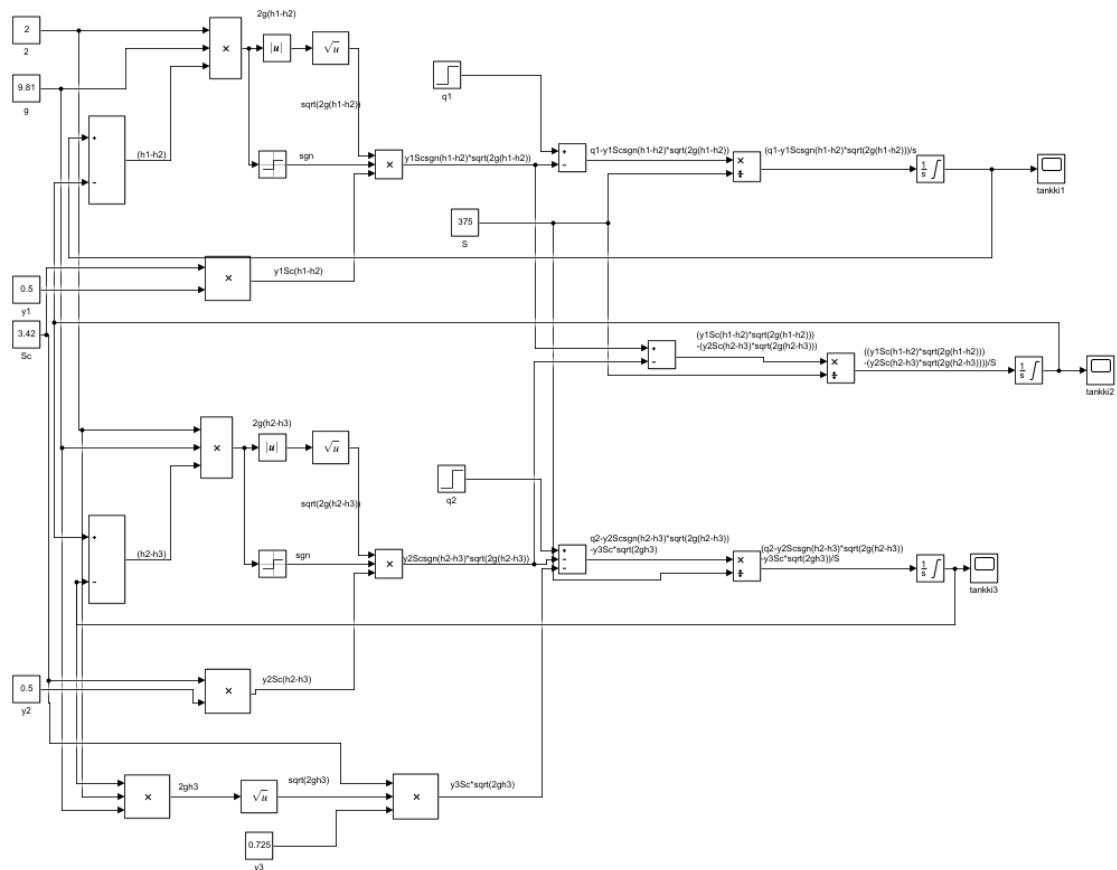 2
2
2g(h1-h2)
|u|
√u
9.81
g
q1
sqrt(2g(h1-h2))
(h1-h2)
sgn
y1Scsgn(h1-h2)*sqrt(2g(h1-h2))
q1-y1Scsgn(h1-h2)*sqrt(2g(h1-h2))
(q1-y1Scsgn(h1-h2)*sqrt(2g(h1-h2)))/s
1/s
tankki1
375
S
y1Sc(h1-h2)
0.5
y1
3.42
Sc
(y1Sc(h1-h2)*sqrt(2g(h1-h2)))
-(y2Sc(h2-h3)*sqrt(2g(h2-h3)))
((y1Sc(h1-h2)*sqrt(2g(h1-h2)))
-(y2Sc(h2-h3)*sqrt(2g(h2-h3))))/S
1/s
tankki2
2g(h2-h3)
|u|
√u
q2
sqrt(2g(h2-h3))
(h2-h3)
sgn
y2Scsgn(h2-h3)*sqrt(2g(h2-h3))
q2-y2Scsgn(h2-h3)*sqrt(2g(h2-h3))
-y3Sc*sqrt(2gh3)
(q2-y2Scsgn(h2-h3)*sqrt(2g(h2-h3))
-y3Sc*sqrt(2gh3))/S
1/s
tankki3
y2Sc(h2-h3)
0.5
y2
2gh3
√u
sqrt(2gh3)
y3Sc*sqrt(2gh3)
0.725
y3